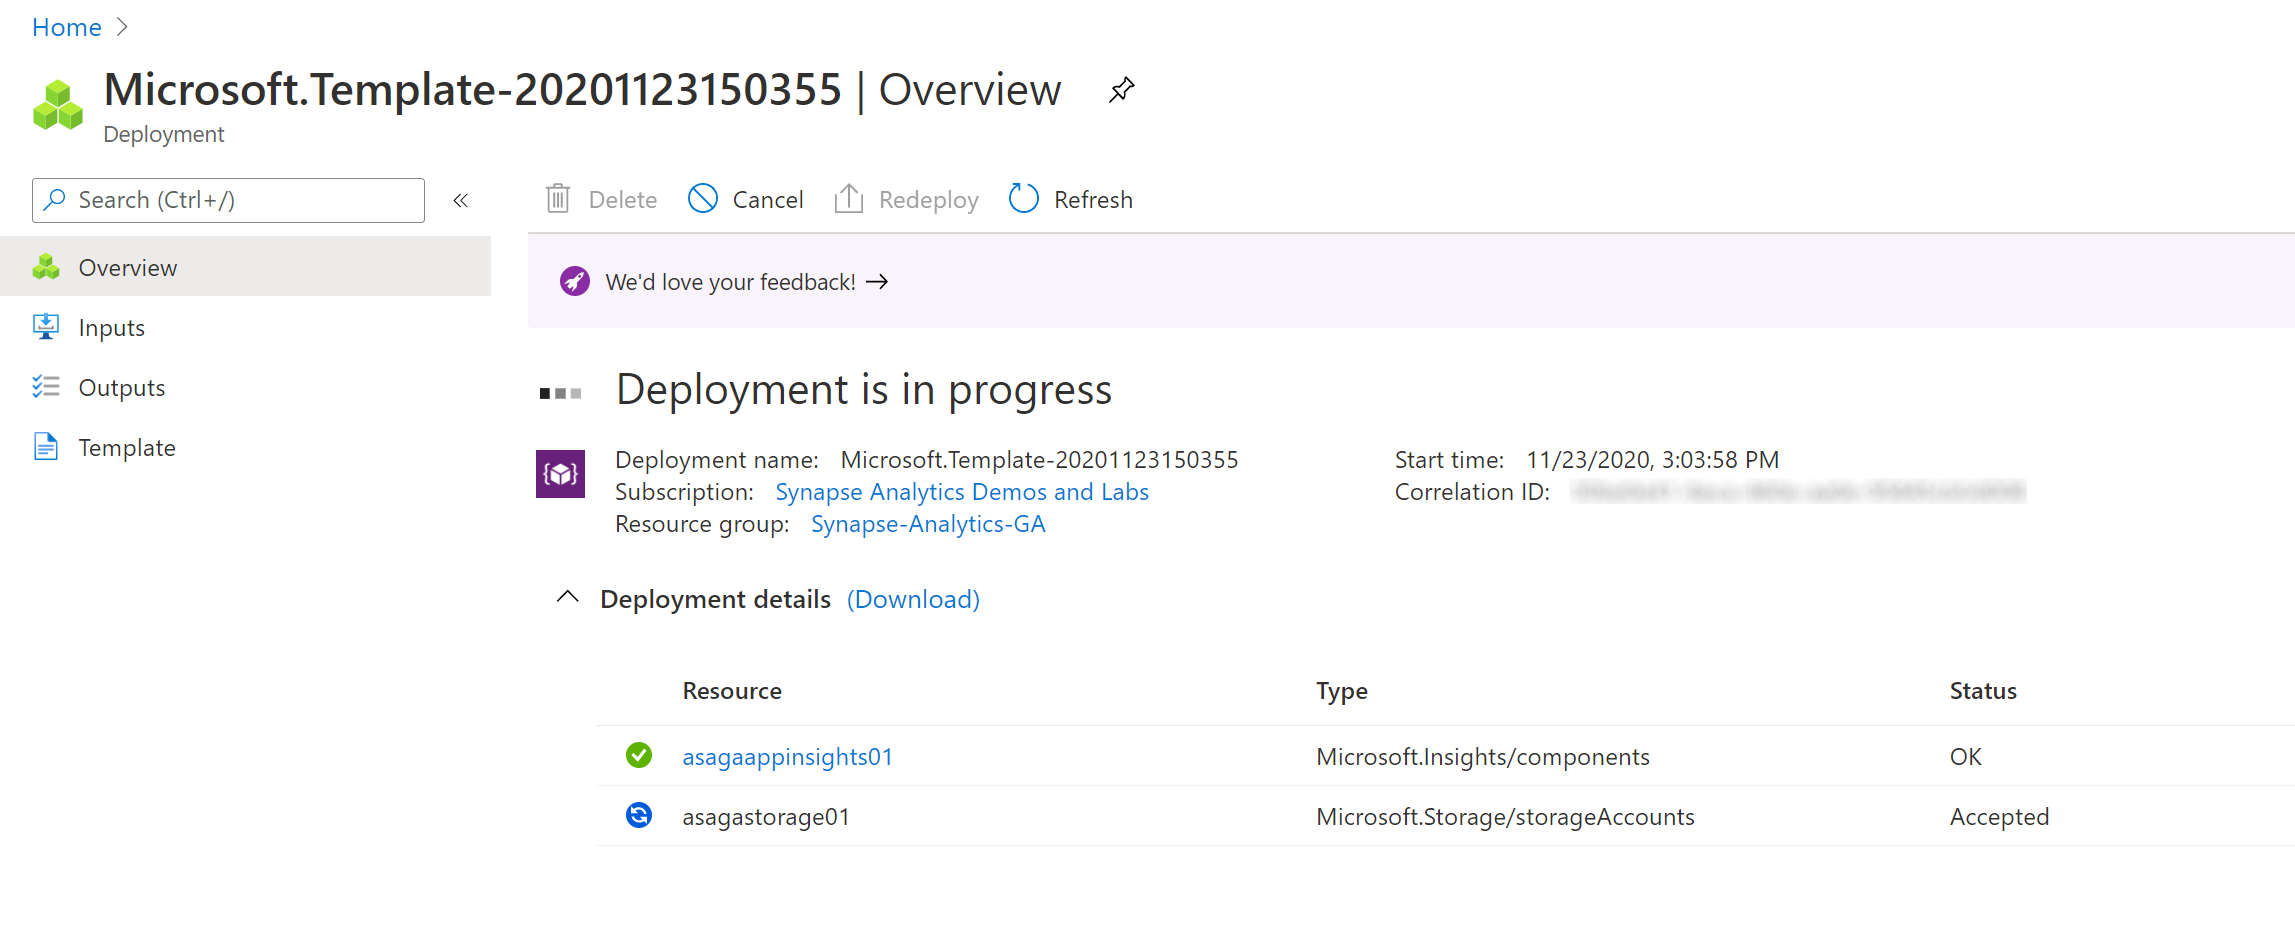 Home
Microsoft.Template-20201123150355 | Overview
Deployment
Search (Ctrl+/)
Delete Cancel Redeploy Refresh
Overview
Inputs
Outputs
Template
We'd love your feedback!
Deployment is in progress
Deployment name: Microsoft.Template-20201123150355
Subscription: Synapse Analytics Demos and Labs
Resource group: Synapse-Analytics-GA
Start time: 11/23/2020, 3:03:58 PM
Correlation ID:
Deployment details (Download)
Resource Type Status
asagaappinsights01 Microsoft.Insights/components OK
asagastorage01 Microsoft.Storage/storageAccounts Accepted